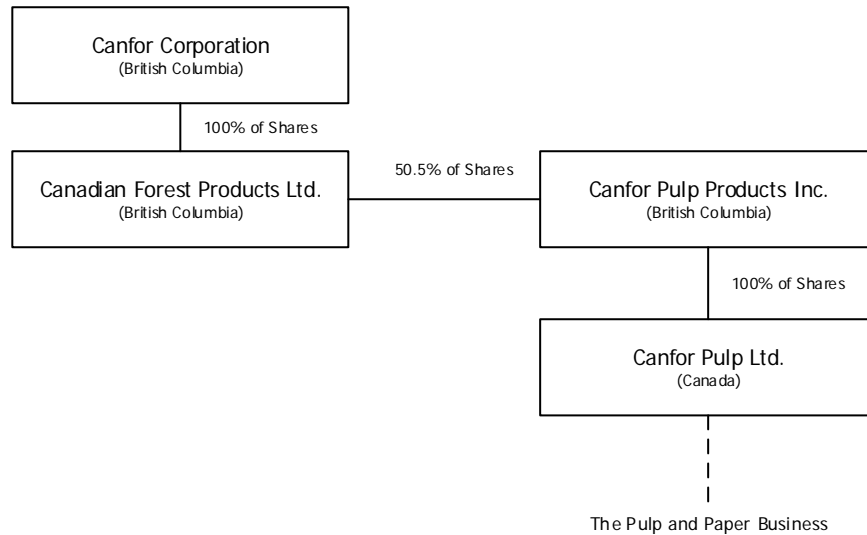 Canfor Corporation
(British Columbia)
100% of Shares
Canadian Forest Products Ltd.
(British Columbia)
50.5% of Shares
Canfor Pulp Products Inc.
(British Columbia)
100% of Shares
Canfor Pulp Ltd.
(Canada)
The Pulp and Paper Business